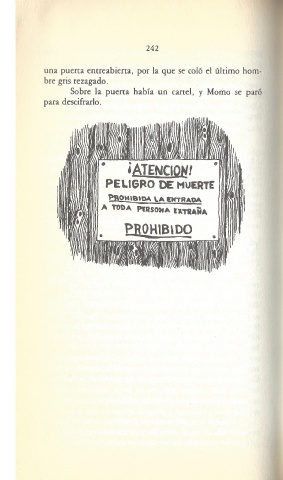 242
una puerta entreabierta, por la que se coló el último hom-
bre gris rezagado.
Sobre la puerta había un cartel, y Momo se paró
para descifrarlo.
¡ATENCION!
PELIGRO DE MUERTE
PROHIBIDA LA ENTRADA
A TODA PERSONA EXTRAÑA
PROHIBIDO